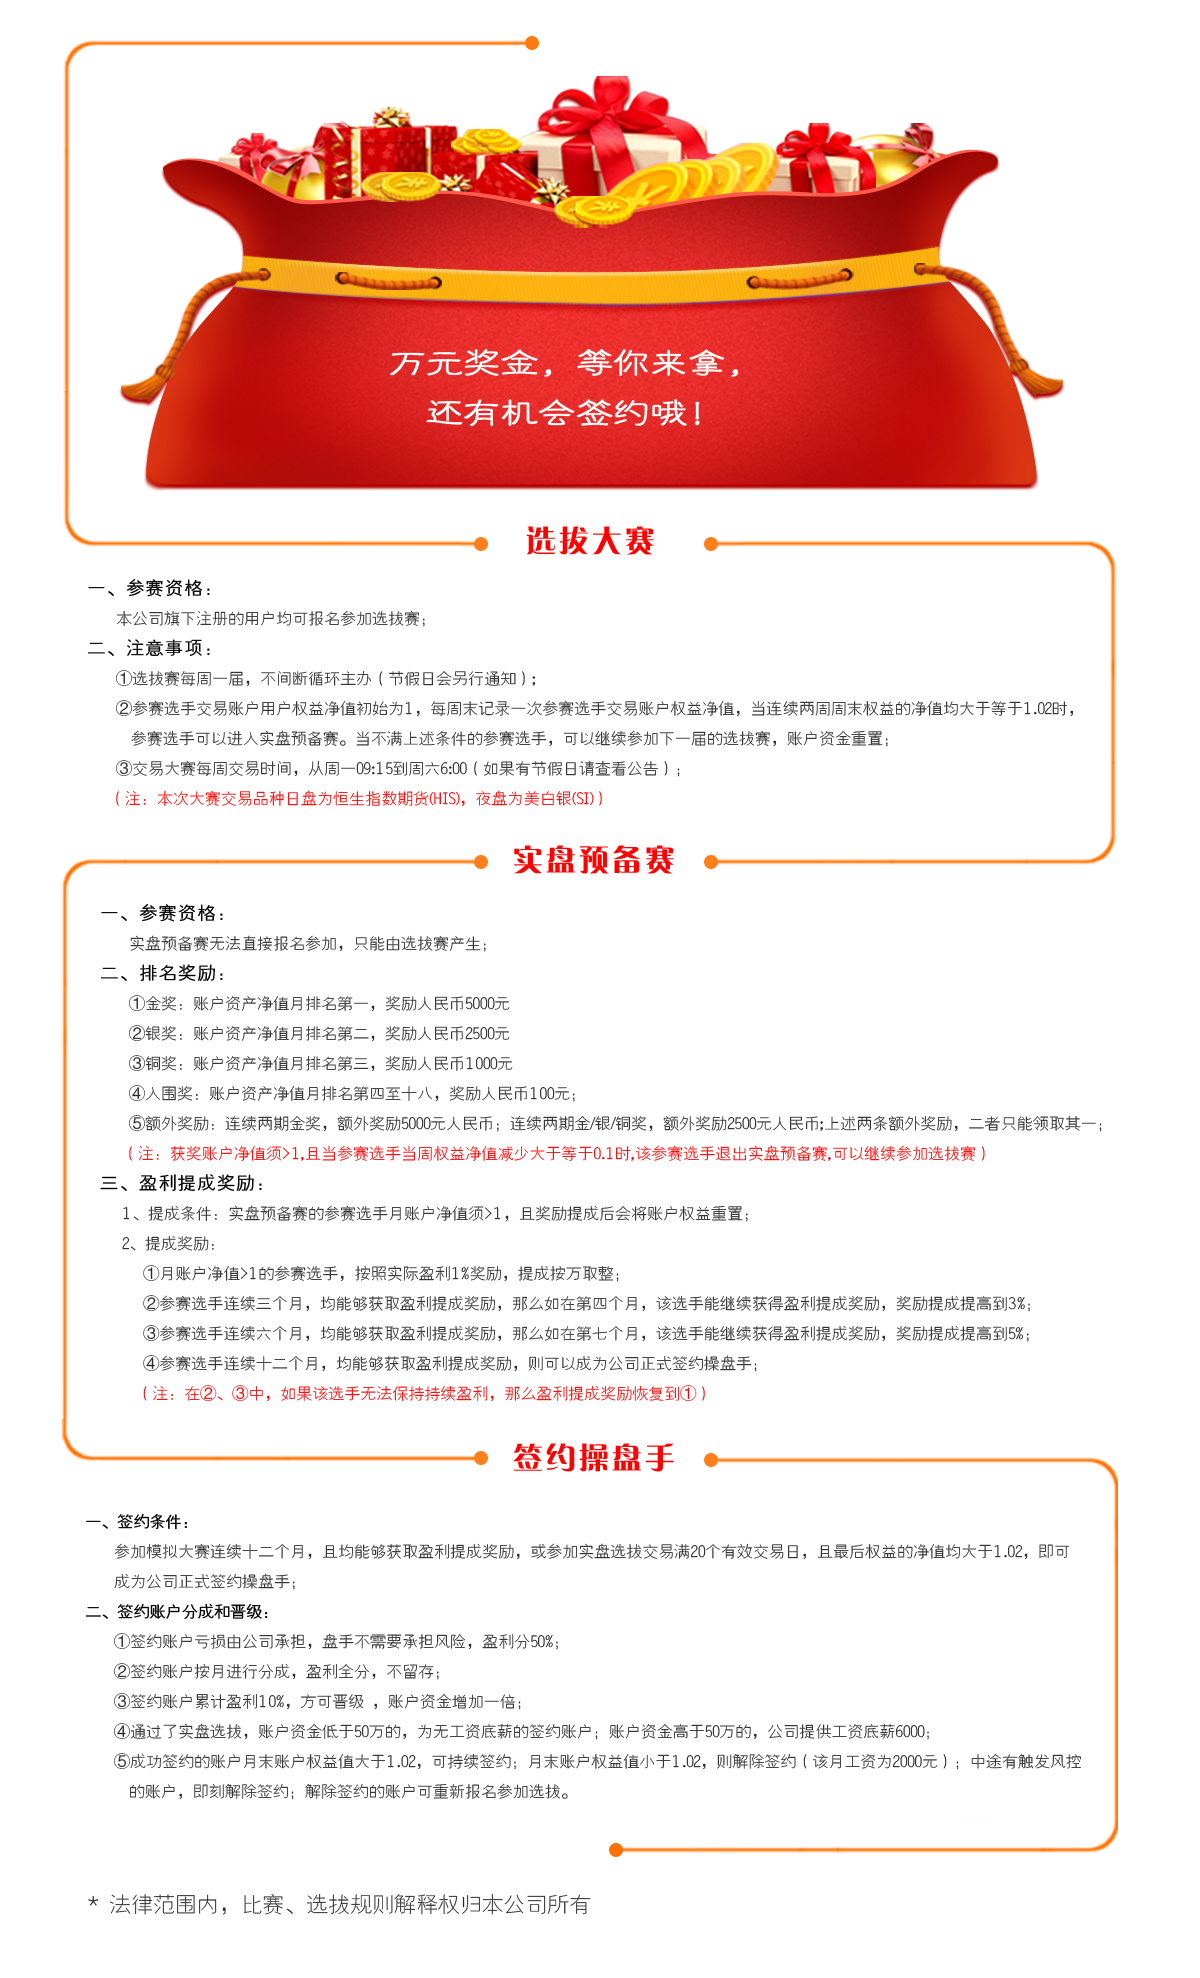 万元奖金，等你来拿，
还有机会签约哦！
选拔大赛
一、参赛资格：
本公司旗下注册的用户均可报名参加选拔赛；
二、注意事项：
①选拔赛每周一届，不间断循环主办（节假日会另行通知）；
②参赛选手交易账户用户权益净值初始为1，每周末记录一次参赛选手交易账户权益净值，当连续两周周末权益的净值均大于等于1.02时，
参赛选手可以进入实盘预备赛。当不满上述条件的参赛选手，可以继续参加下一届的选拔赛，账户资金重置；
③交易大赛每周交易时间，从周一09:15到周六6:00（如果有节假日请查看公告）；
（注：本次大赛交易品种日盘为恒生指数期货(HIS)，夜盘为美白银(SI)）
实盘预备赛
一、参赛资格：
实盘预备赛无法直接报名参加，只能由选拔赛产生；
二、排名奖励：
①金奖：账户资产净值月排名第一，奖励人民币5000元
②银奖：账户资产净值月排名第二，奖励人民币2500元
③铜奖：账户资产净值月排名第三，奖励人民币1000元
④入围奖：账户资产净值月排名第四至十八，奖励人民币100元；
⑤额外奖励：连续两期金奖，额外奖励5000元人民币；连续两期金/银/铜奖，额外奖励2500元人民币;上述两条额外奖励，二者只能领取其一；
（注：获奖账户净值须>1,且当参赛选手当周权益净值减少大于等于0.1时,该参赛选手退出实盘预备赛,可以继续参加选拔赛）
三、盈利提成奖励：
1、提成条件：实盘预备赛的参赛选手月账户净值须>1，且奖励提成后会将账户权益重置；
2、提成奖励：
①月账户净值>1的参赛选手，按照实际盈利1%奖励，提成按万取整；
②参赛选手连续三个月，均能够获取盈利提成奖励，那么如在第四个月，该选手能继续获得盈利提成奖励，奖励提成提高到3%；
③参赛选手连续六个月，均能够获取盈利提成奖励，那么如在第七个月，该选手能继续获得盈利提成奖励，奖励提成提高到5%；
④参赛选手连续十二个月，均能够获取盈利提成奖励，则可以成为公司正式签约操盘手；
（注：在②、③中，如果该选手无法保持持续盈利，那么盈利提成奖励恢复到①）
签约操盘手
一、签约条件：
参加模拟大赛连续十二个月，且均能够获取盈利提成奖励，或参加实盘选拔交易满20个有效交易日，且最后权益的净值均大于1.02，即可
成为公司正式签约操盘手；
二、签约账户分成和晋级：
①签约账户亏损由公司承担，盘手不需要承担风险，盈利分50%；
②签约账户按月进行分成，盈利全分，不留存；
③签约账户累计盈利10%，方可晋级 ，账户资金增加一倍；
④通过了实盘选拔，账户资金低于50万的，为无工资底薪的签约账户；账户资金高于50万的，公司提供工资底薪6000；
⑤成功签约的账户月末账户权益值大于1.02，可持续签约；月末账户权益值小于1.02，则解除签约（该月工资为2000元）；中途有触发风控
的账户，即刻解除签约；解除签约的账户可重新报名参加选拔。
* 法律范围内，比赛、选拔规则解释权归本公司所有